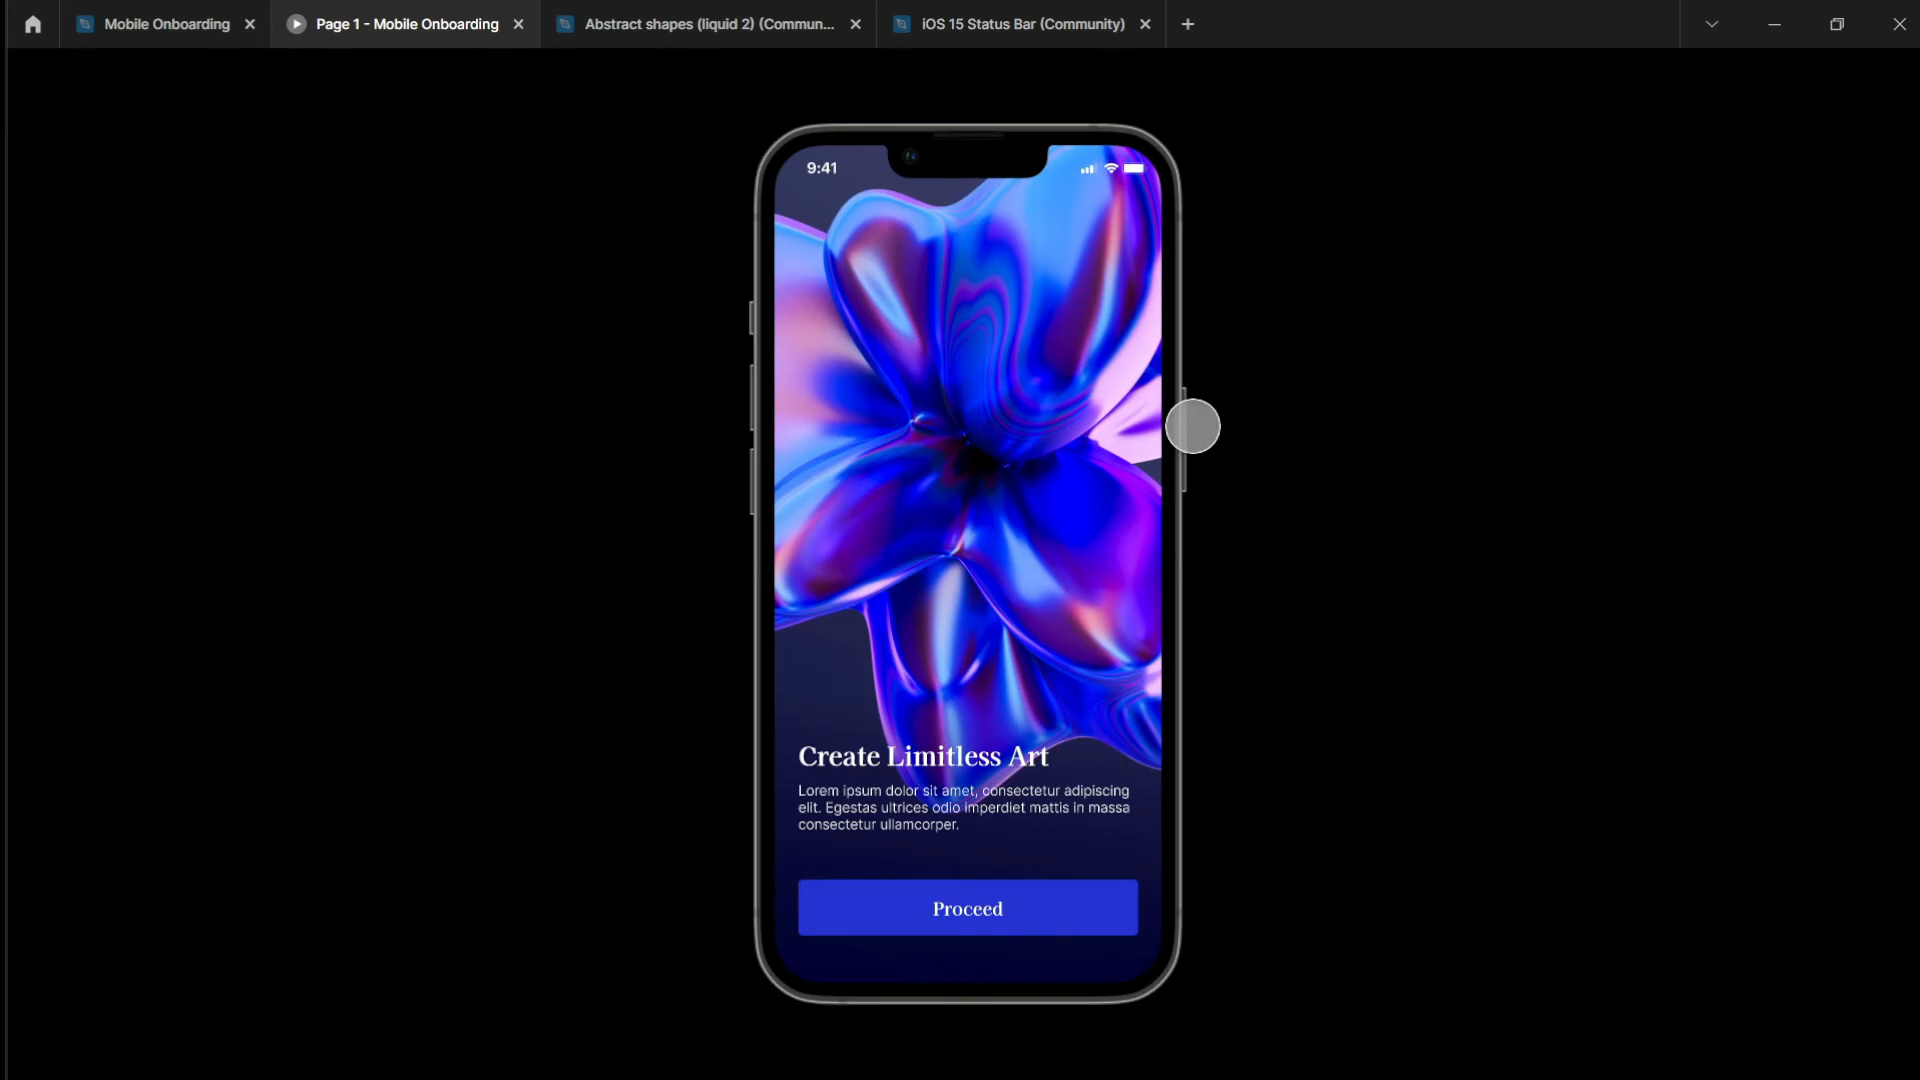 Mobile Onboarding
Page 1 - Mobile Onboarding
Abstract shapes (liquid 2) (Commun...
iOS 15 Status Bar (Community)
9:41
Create Limitless Art
Lorem ipsum dolor sit amet, consectetur adipiscing
elit. Egestas ultrices odio imperdiet mattis in massa
consectetur ullamcorper.
Proceed